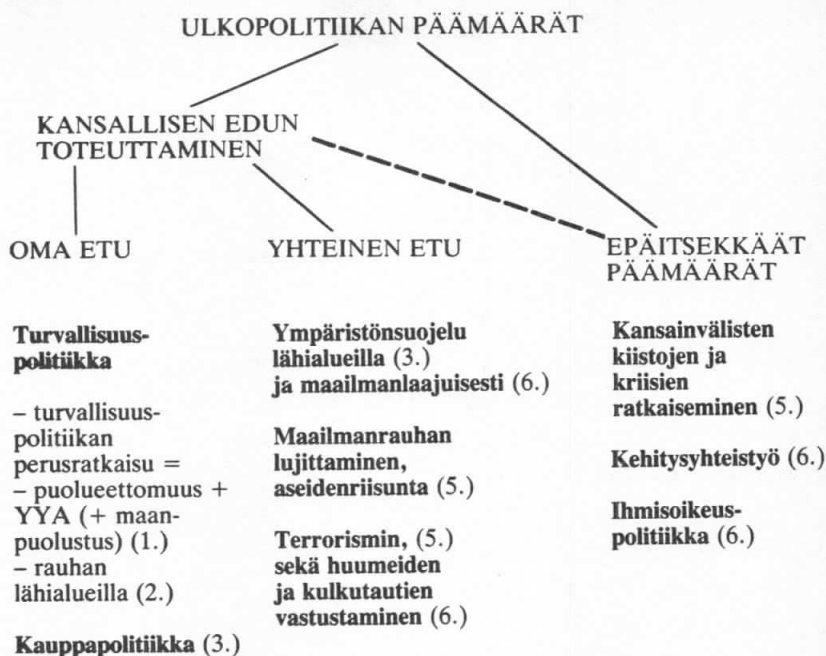 ULKOPOLITIIKAN PÄÄMÄÄRÄT
KANSALLISEN EDUN
TOTEUTTAMINEN
OMA ETU
YHTEINEN ETU
EPÄITSEKKÄÄT
PÄÄMÄÄRÄT
Turvallisuus-
politiikka
– turvallisuus-
politiikan
perusratkaisu =
– puolueettomuus +
YYA (+ maan-
puolustus) (1.)
– rauhan
lähialueilla (2.)
Kauppapolitiikka (3.)
Ympäristönsuojelu
lähialueilla (3.)
ja maailmanlaajuisesti (6.)
Maailmanrauhan
lujittaminen,
aseidenriisunta (5.)
Terrorismin, (5.)
sekä huumeiden
ja kulkutautien
vastustaminen (6.)
Kansainvälisten
kiistojen ja
kriisien
ratkaiseminen (5.)
Kehitysyhteistyö (6.)
Ihmisoikeus-
politiikka (6.)